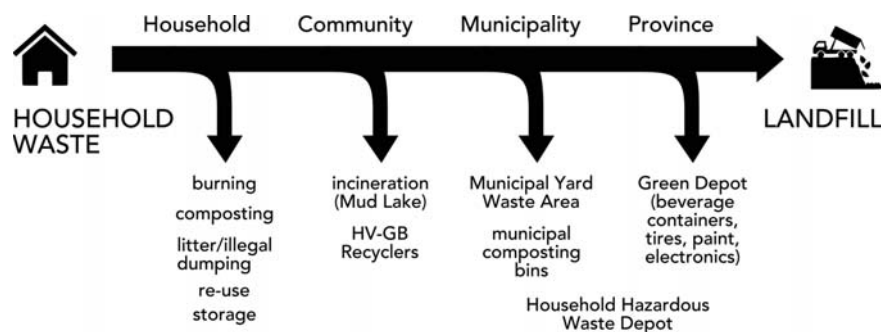 Household
Community
Municipality
Province
HOUSEHOLD
WASTE
LANDFILL
burning
composting
litter/illegal
dumping
re-use
storage
incineration
(Mud Lake)
HV-GB
Recyclers
Municipal Yard
Waste Area
municipal
composting
bins
Green Depot
(beverage
containers,
tires, paint,
electronics)
Household Hazardous
Waste Depot